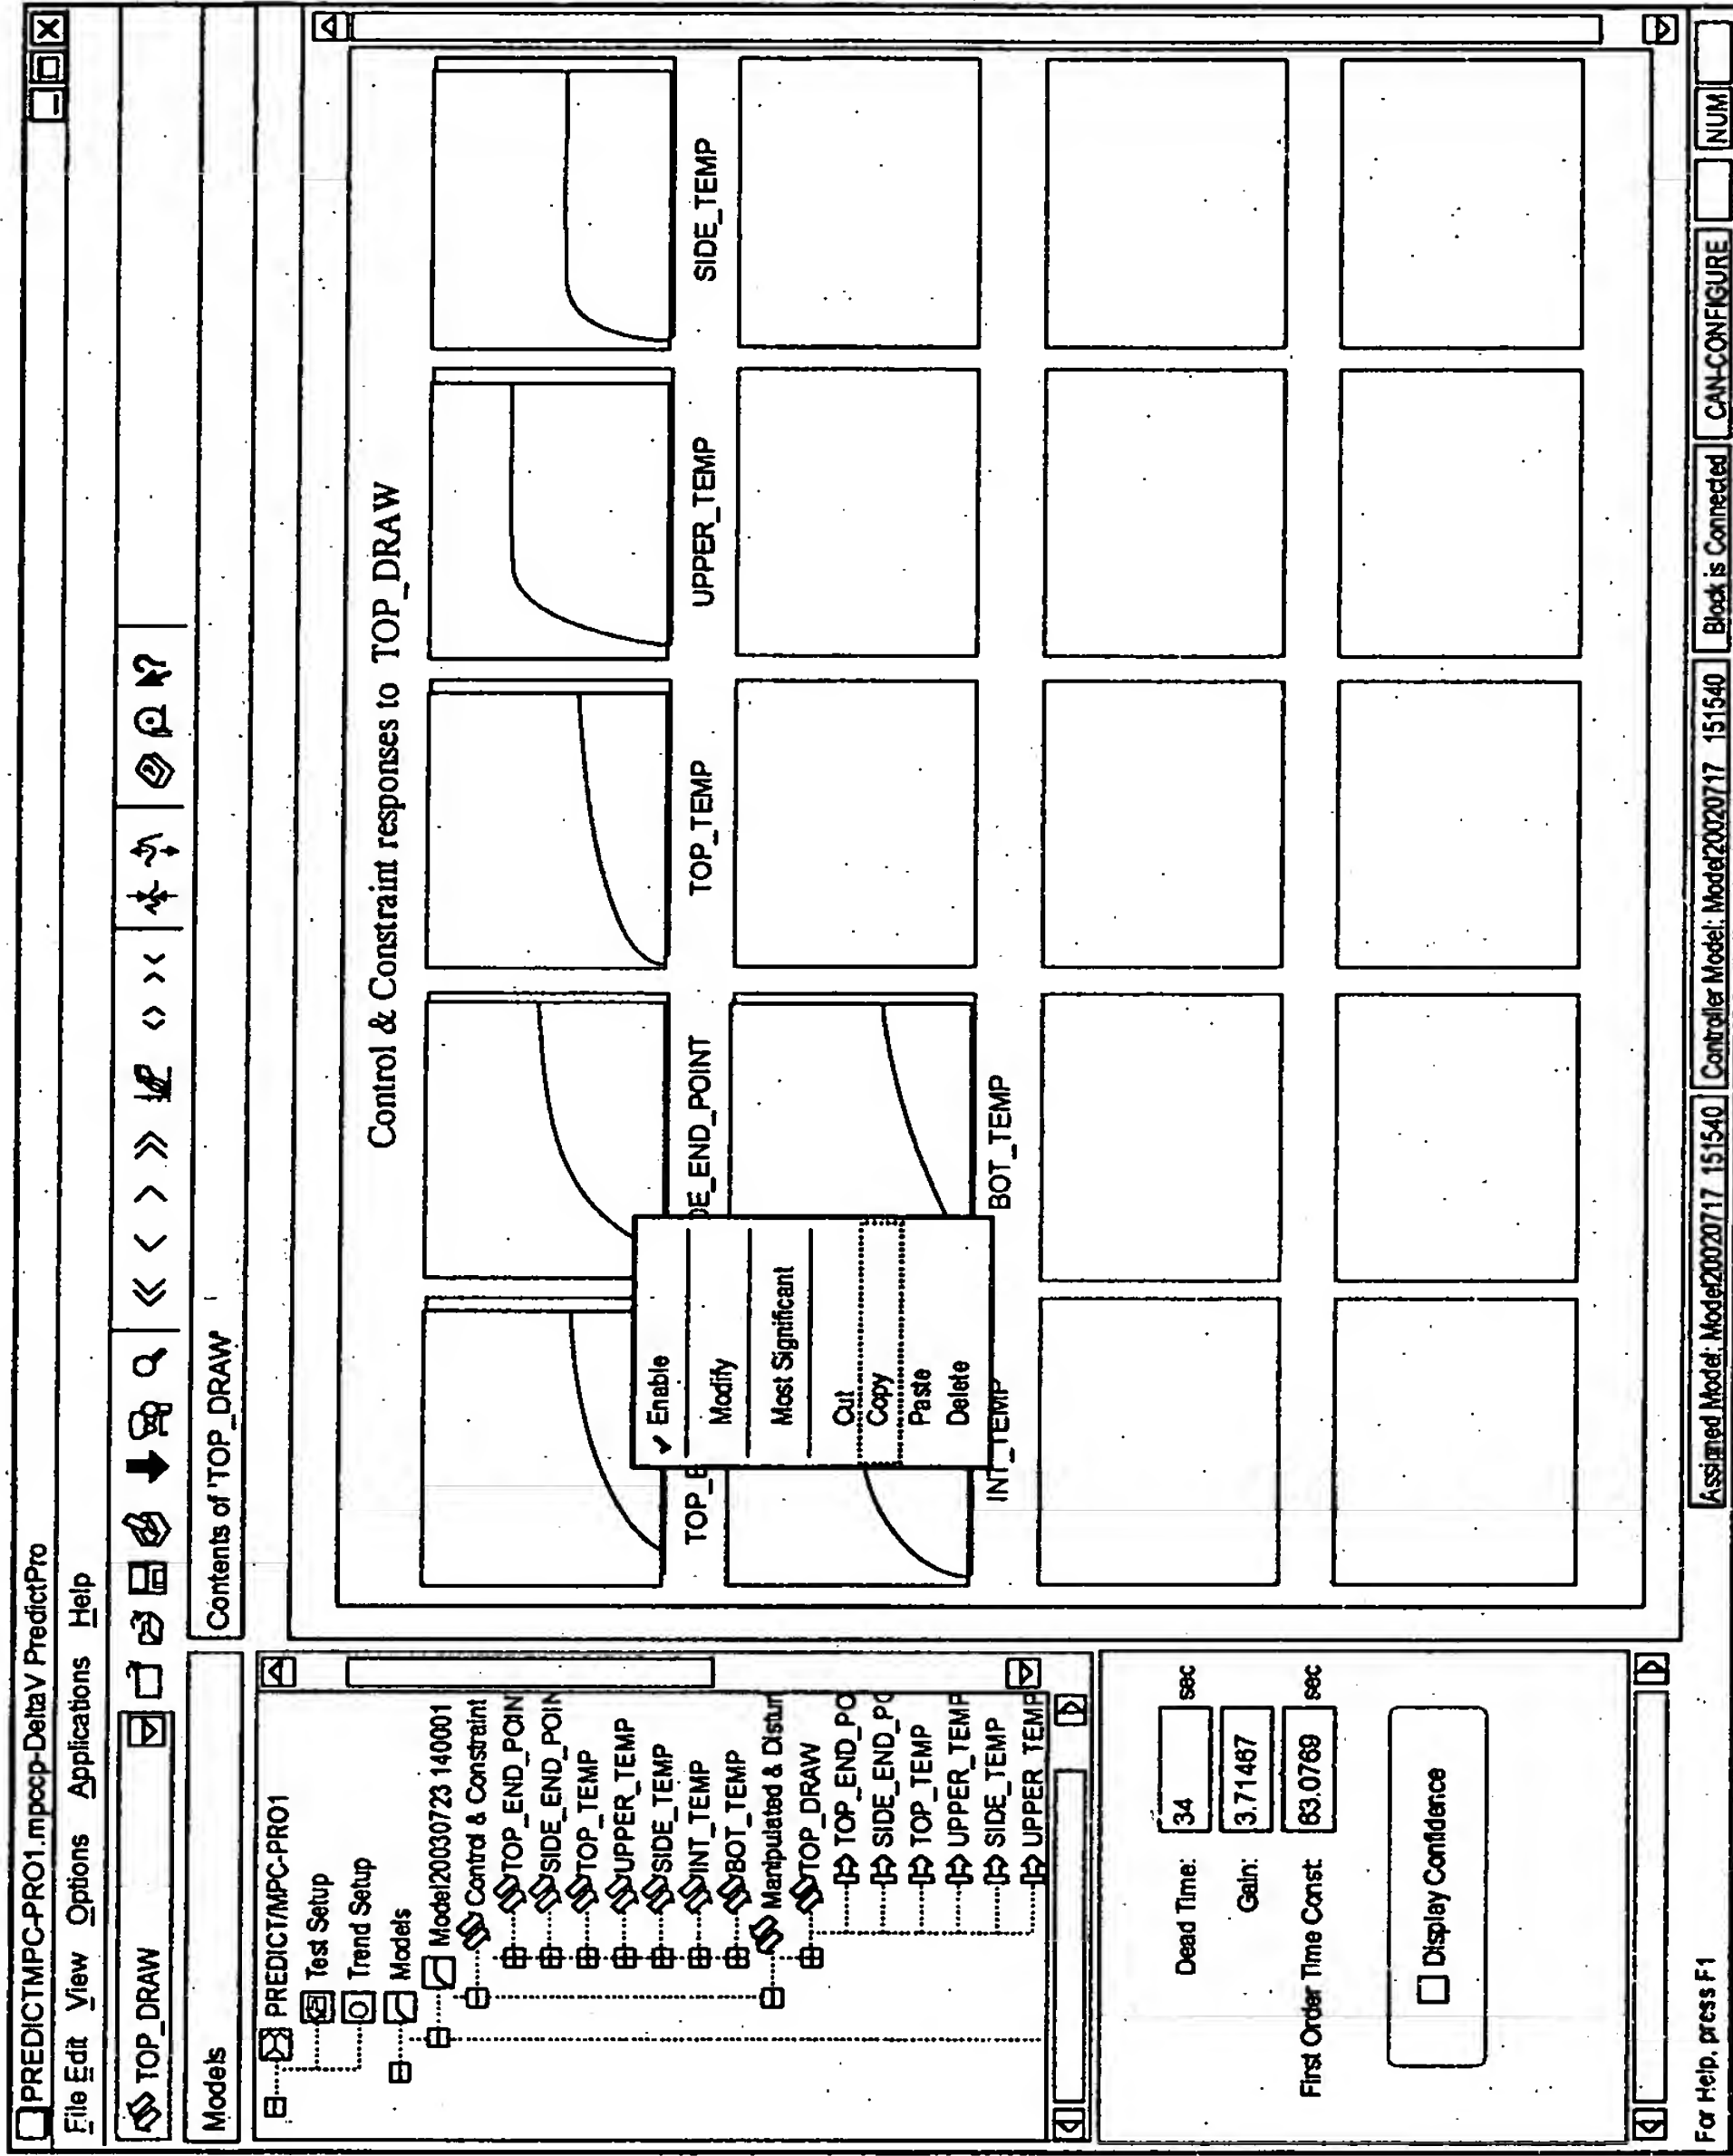 PREDICTMPC-PRO1.mpccp-DeltaV PredictPro
File Edit View Options Applications Help
TOP_DRAW
Models
Contents of 'TOP_DRAW'
PREDICT/MPC-PRO1
Test Setup
Trend Setup
Models
Model20030723 140001
Control & Constraint
TOP_END_POIN
SIDE_END_POIN
TOP_TEMP
UPPER_TEMP
SIDE_TEMP
INT_TEMP
BOT_TEMP
Manipulated & Distur
TOP_DRAW
TOP_END_PO
SIDE_END_PO
TOP_TEMP
UPPER_TEMP
SIDE_TEMP
UPPER_TEMP
Dead Time: 34 sec
Gain: 3.71467
First Order Time Const: 63.0769 sec
Display Confidence
Control & Constraint responses to TOP_DRAW
TOP_E
DE_END_POINT
TOP_TEMP
UPPER_TEMP
SIDE_TEMP
Enable
Modify
Most Significant
Cut
Copy
Paste
Delete
INT_TEMP
BOT_TEMP
For Help, press F1
Assigned Model: Model20020717 151540
Controller Model: Model20020717 151540
Block is Connected
CAN-CONFIGURE
NUM